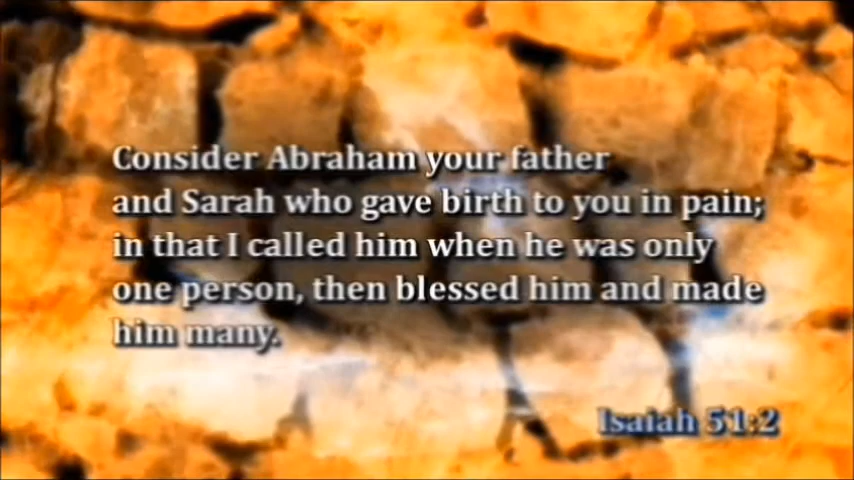 Consider Abraham your father
and Sarah who gave birth to you in pain;
in that I called him when he was only
one person, then blessed him and made
him many.
Isaiah 51:2